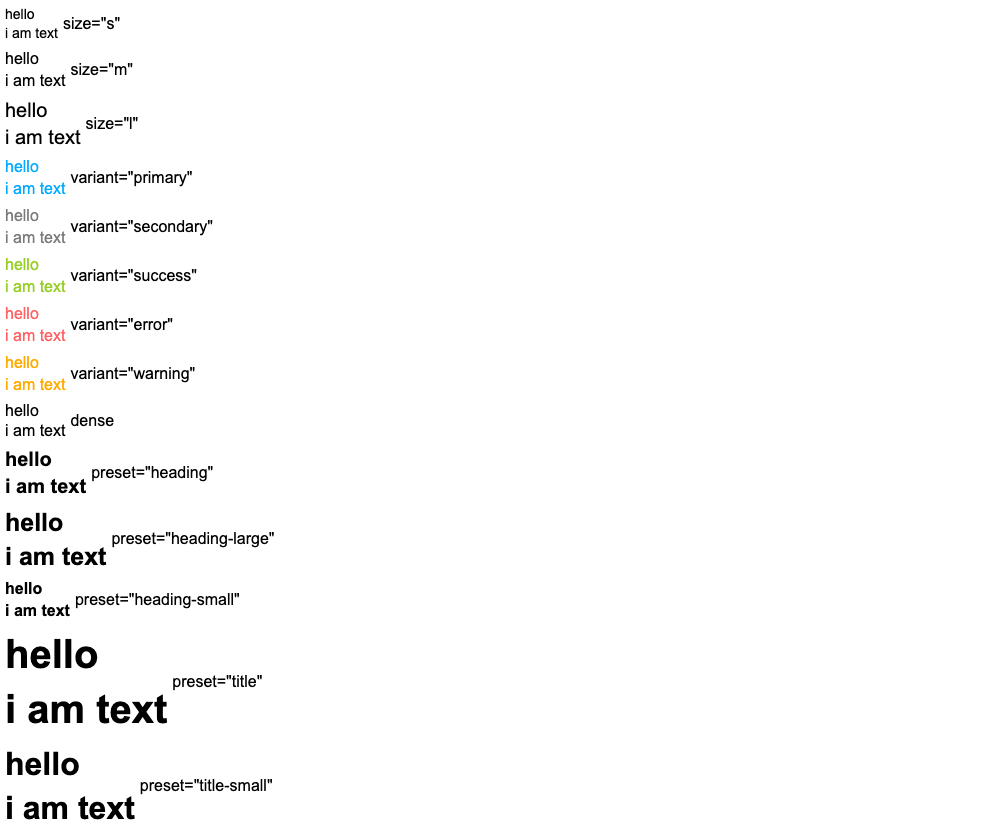 hello
i am text size="s"
hello
i am text size="m"
hello
i am text size="l"
hello
i am text variant="primary"
hello
i am text variant="secondary"
hello
i am text variant="success"
hello
i am text variant="error"
hello
i am text variant="warning"
hello
i am text dense
hello
i am text preset="heading"
hello
i am text preset="heading-large"
hello
i am text preset="heading-small"
hello
i am text preset="title"
hello
i am text preset="title-small"